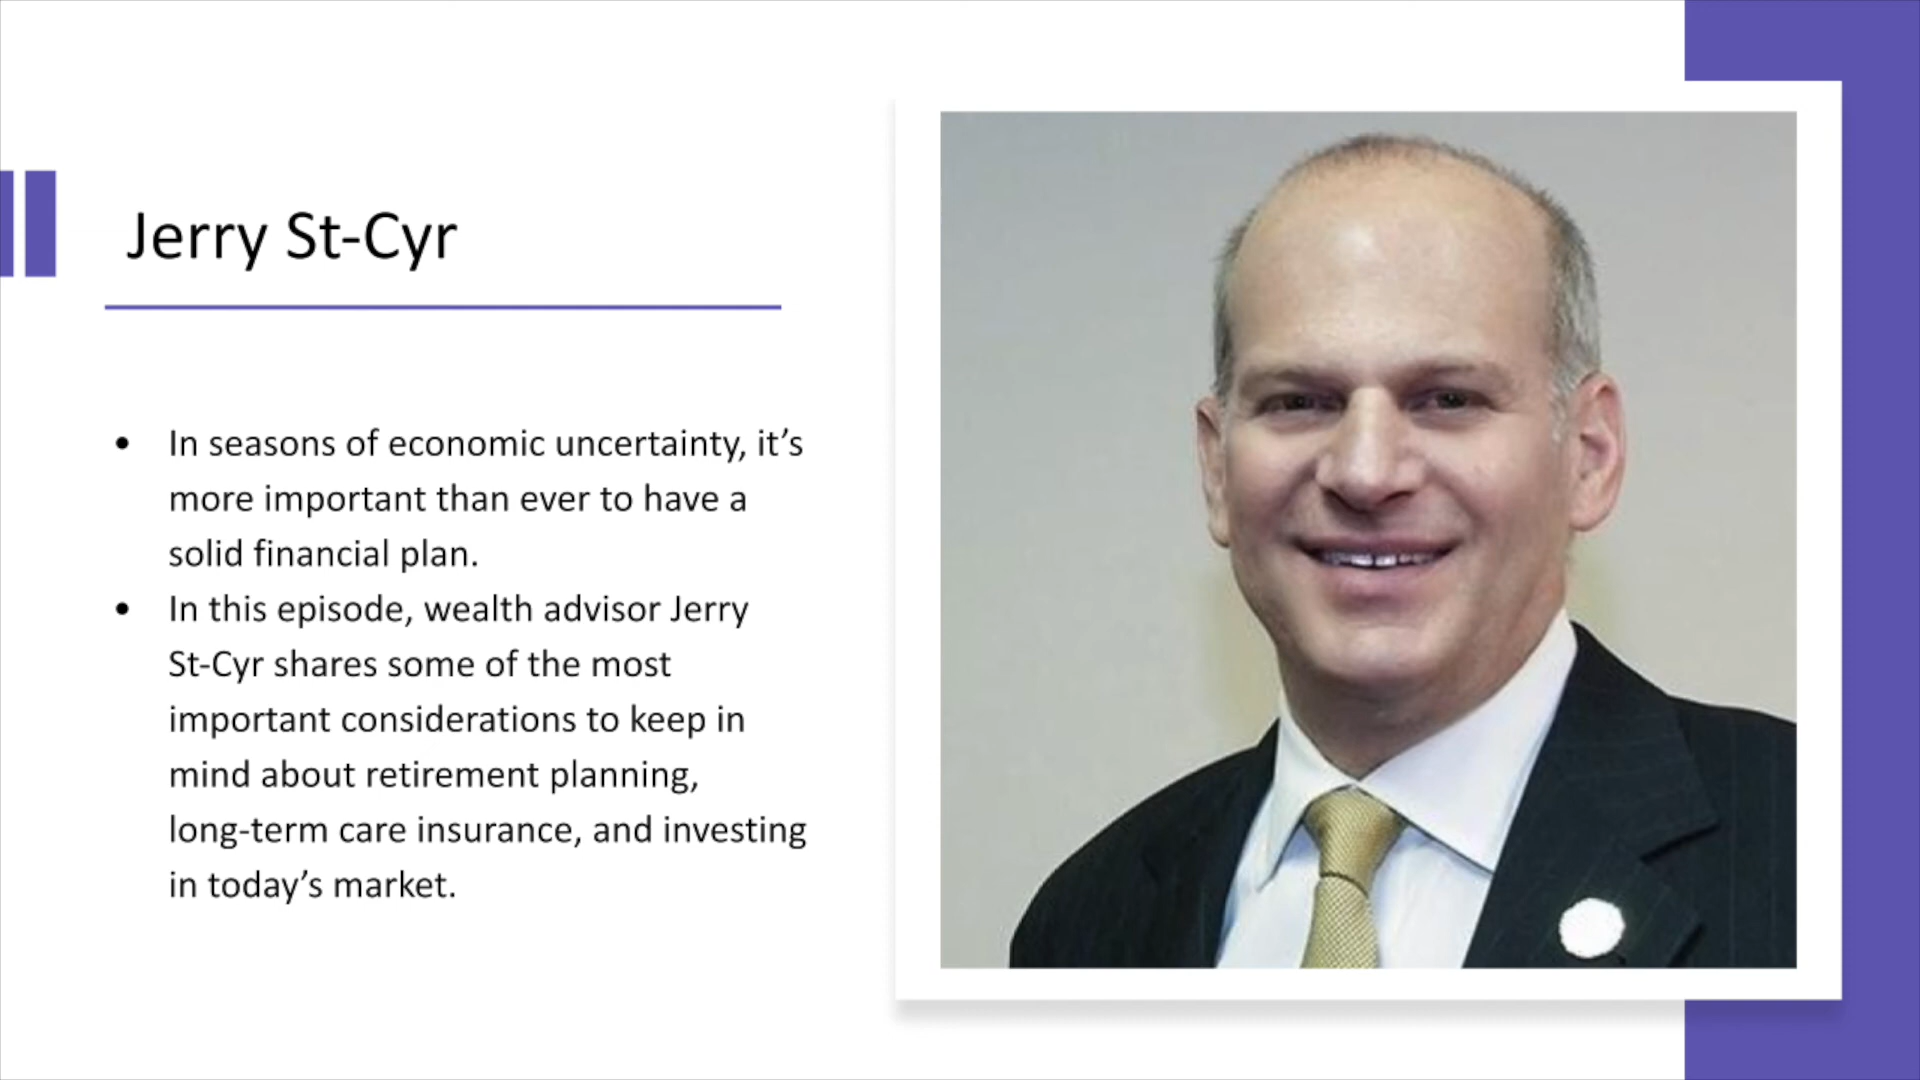 Jerry St-Cyr
• In seasons of economic uncertainty, it’s
more important than ever to have a
solid financial plan.
• In this episode, wealth advisor Jerry
St-Cyr shares some of the most
important considerations to keep in
mind about retirement planning,
long-term care insurance, and investing
in today’s market.